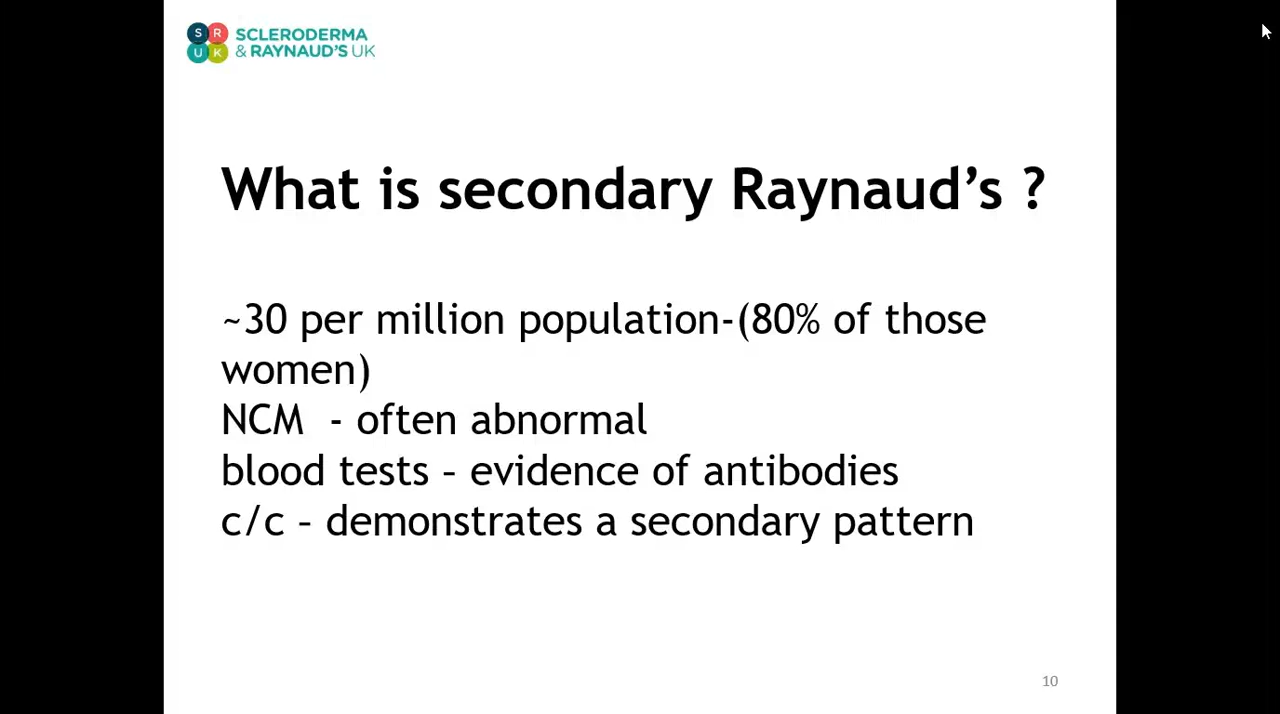 S R
U K
SCLERODERMA
& RAYNAUD'S UK
What is secondary Raynaud’s ?
~30 per million population-(80% of those
women)
NCM  - often abnormal
blood tests – evidence of antibodies
c/c – demonstrates a secondary pattern
10